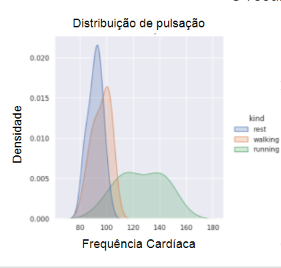 Distribuição de pulsação
Densidade
0.020
0.015
0.010
0.005
0.000
80 100 120 140 160 180
Frequência Cardíaca
kind
rest
walking
running